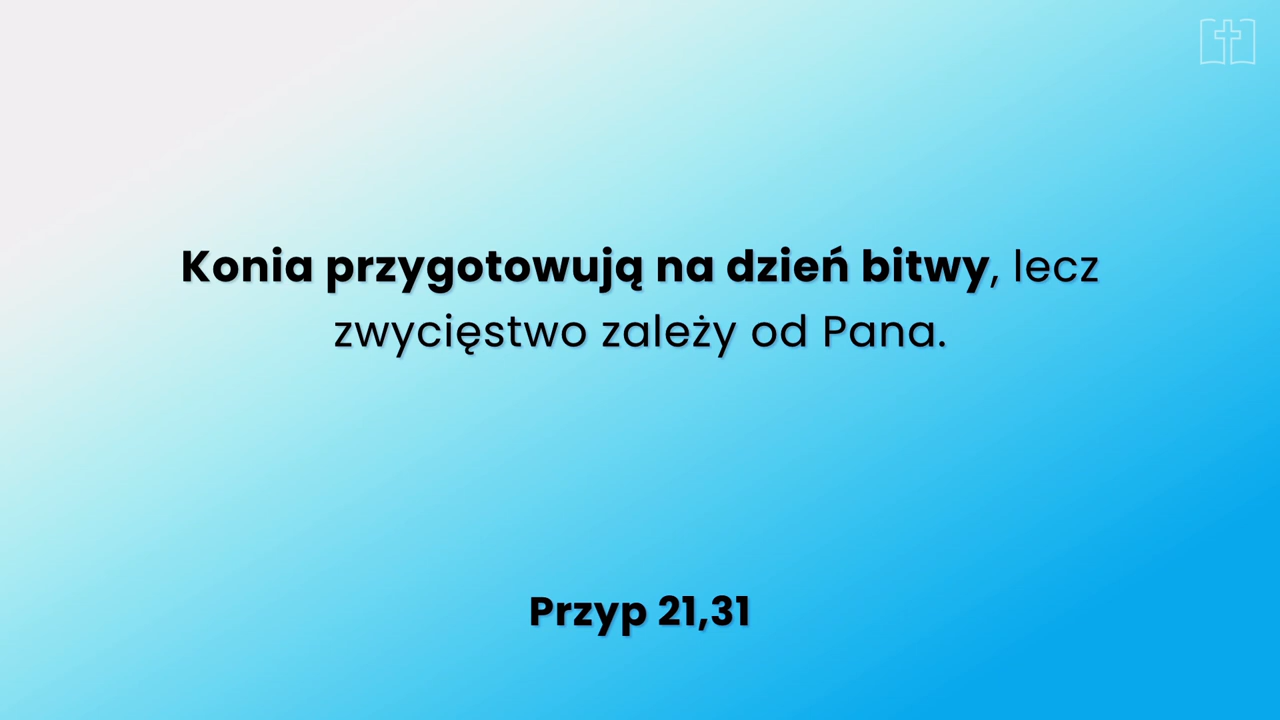 Konia przygotowują na dzień bitwy, lecz
zwycięstwo zależy od Pana.
Przyp 21,31